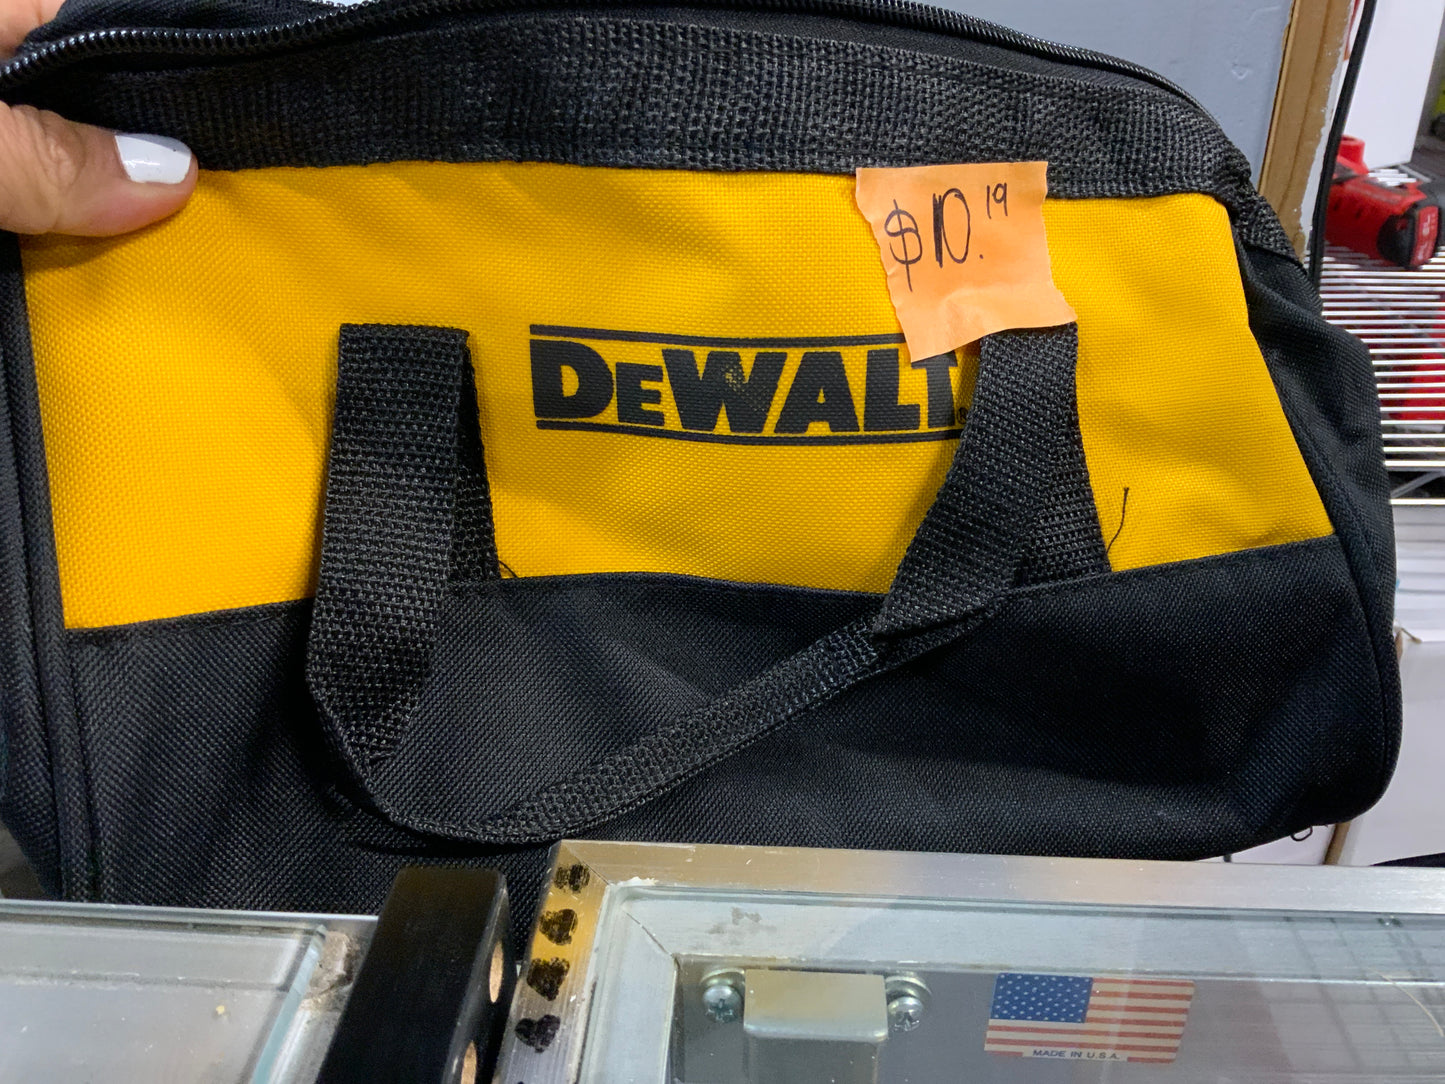 $10.19
DEWALT
MADE IN U.S.A.